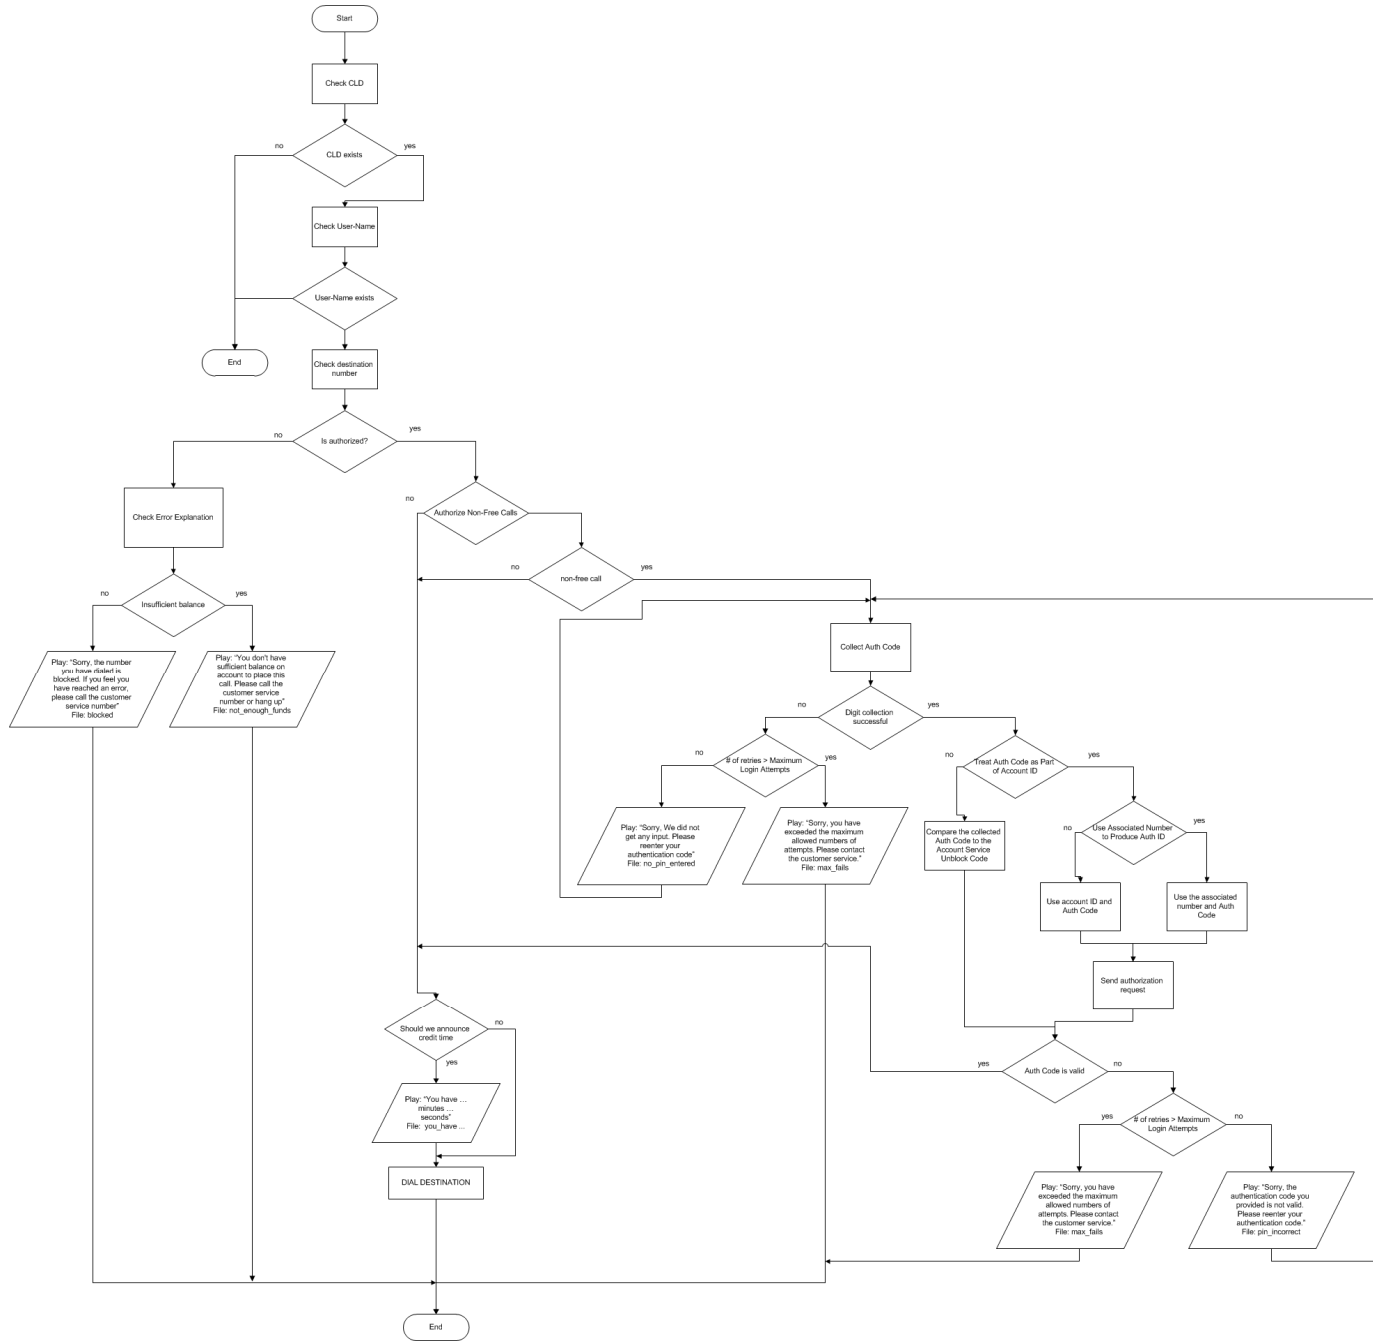 Start
Check CLD
no
CLD exists
yes
Check User-Name
User-Name exists
End
Check destination
number
no
Is authorized?
yes
Check Error Explanation
no
Authorize Non-Free Calls
no
non-free call
yes
no
Insufficient balance
yes
Play: “Sorry, the number
you have dialed is
blocked. If you feel you
have reached an error,
please call the customer
service number”
File: blocked
Play: “You don't have
sufficient balance on
account to place this
call. Please call the
customer service
number or hang up”
File: not_enough_funds
Collect Auth Code
no
Digit collection
successful
yes
no
# of retries > Maximum
Login Attempts
yes
no
Treat Auth Code as Part
of Account ID
yes
Play: “Sorry, We did not
get any input. Please
reenter your
authentication code”
File: no_pin_entered
Play: “Sorry, you have
exceeded the maximum
allowed numbers of
attempts. Please contact
the customer service.”
File: max_fails
Compare the collected
Auth Code to the
Account Service
Unblock Code
no
Use Associated Number
to Produce Auth ID
yes
Use account ID and
Auth Code
Use the associated
number and Auth
Code
Send authorization
request
Should we announce
credit time
no
yes
yes
Auth Code is valid
no
Play: “You have …
minutes …
seconds”
File: you_have ...
yes
# of retries > Maximum
Login Attempts
no
DIAL DESTINATION
Play: “Sorry, you have
exceeded the maximum
allowed numbers of
attempts. Please contact
the customer service.”
File: max_fails
Play: “Sorry, the
authentication code you
provided is not valid.
Please reenter your
authentication code.”
File: pin_incorrect
End